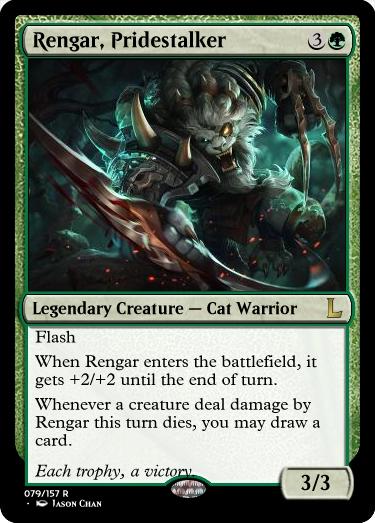 Rengar, Pridestalker 3
Legendary Creature — Cat Warrior L
Flash
When Rengar enters the battlefield, it
gets +2/+2 until the end of turn.
Whenever a creature deal damage by
Rengar this turn dies, you may draw a
card.
Each trophy, a victory.
3/3
079/157 R
· Jason Chan